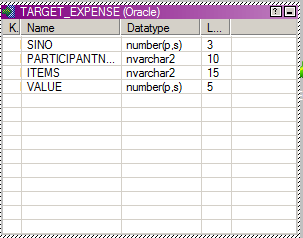 TARGET_EXPENSE (Oracle)
K. Name Datatype L...
SINO number(p,s) 3
PARTICIPANTN... nvarchar2 10
ITEMS nvarchar2 15
VALUE number(p,s) 5